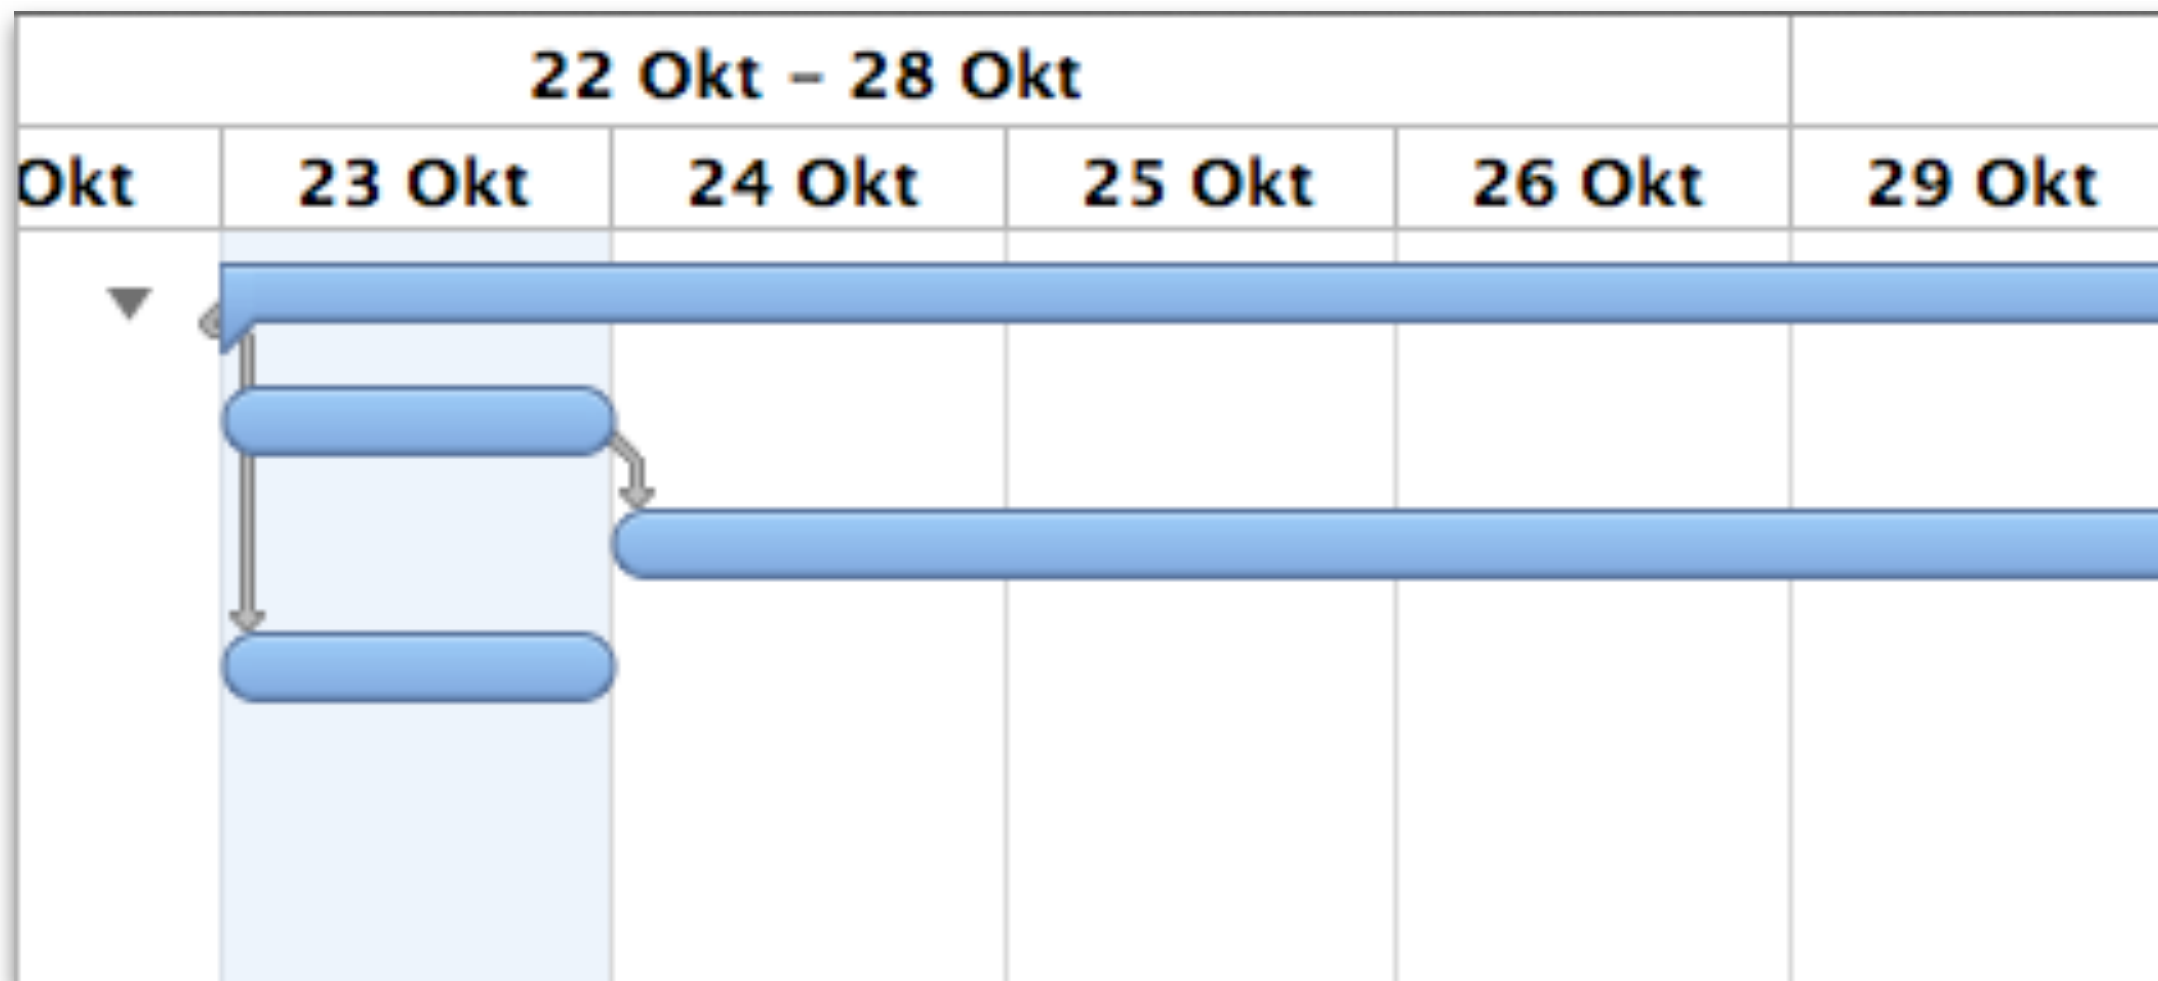 22 Okt – 28 Okt
Okt 23 Okt 24 Okt 25 Okt 26 Okt 29 Okt